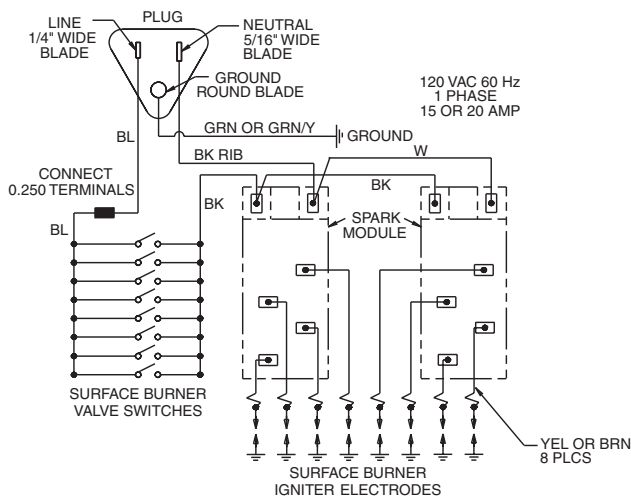 LINE
1/4" WIDE
BLADE
PLUG
NEUTRAL
5/16" WIDE
BLADE
GROUND
ROUND BLADE
120 VAC 60 Hz
1 PHASE
15 OR 20 AMP
BL
GRN OR GRN/Y
GROUND
BK RIB
W
CONNECT
0.250 TERMINALS
BK
BK
BL
SPARK
MODULE
SURFACE BURNER
VALVE SWITCHES
YEL OR BRN
8 PLCS
SURFACE BURNER
IGNITER ELECTRODES